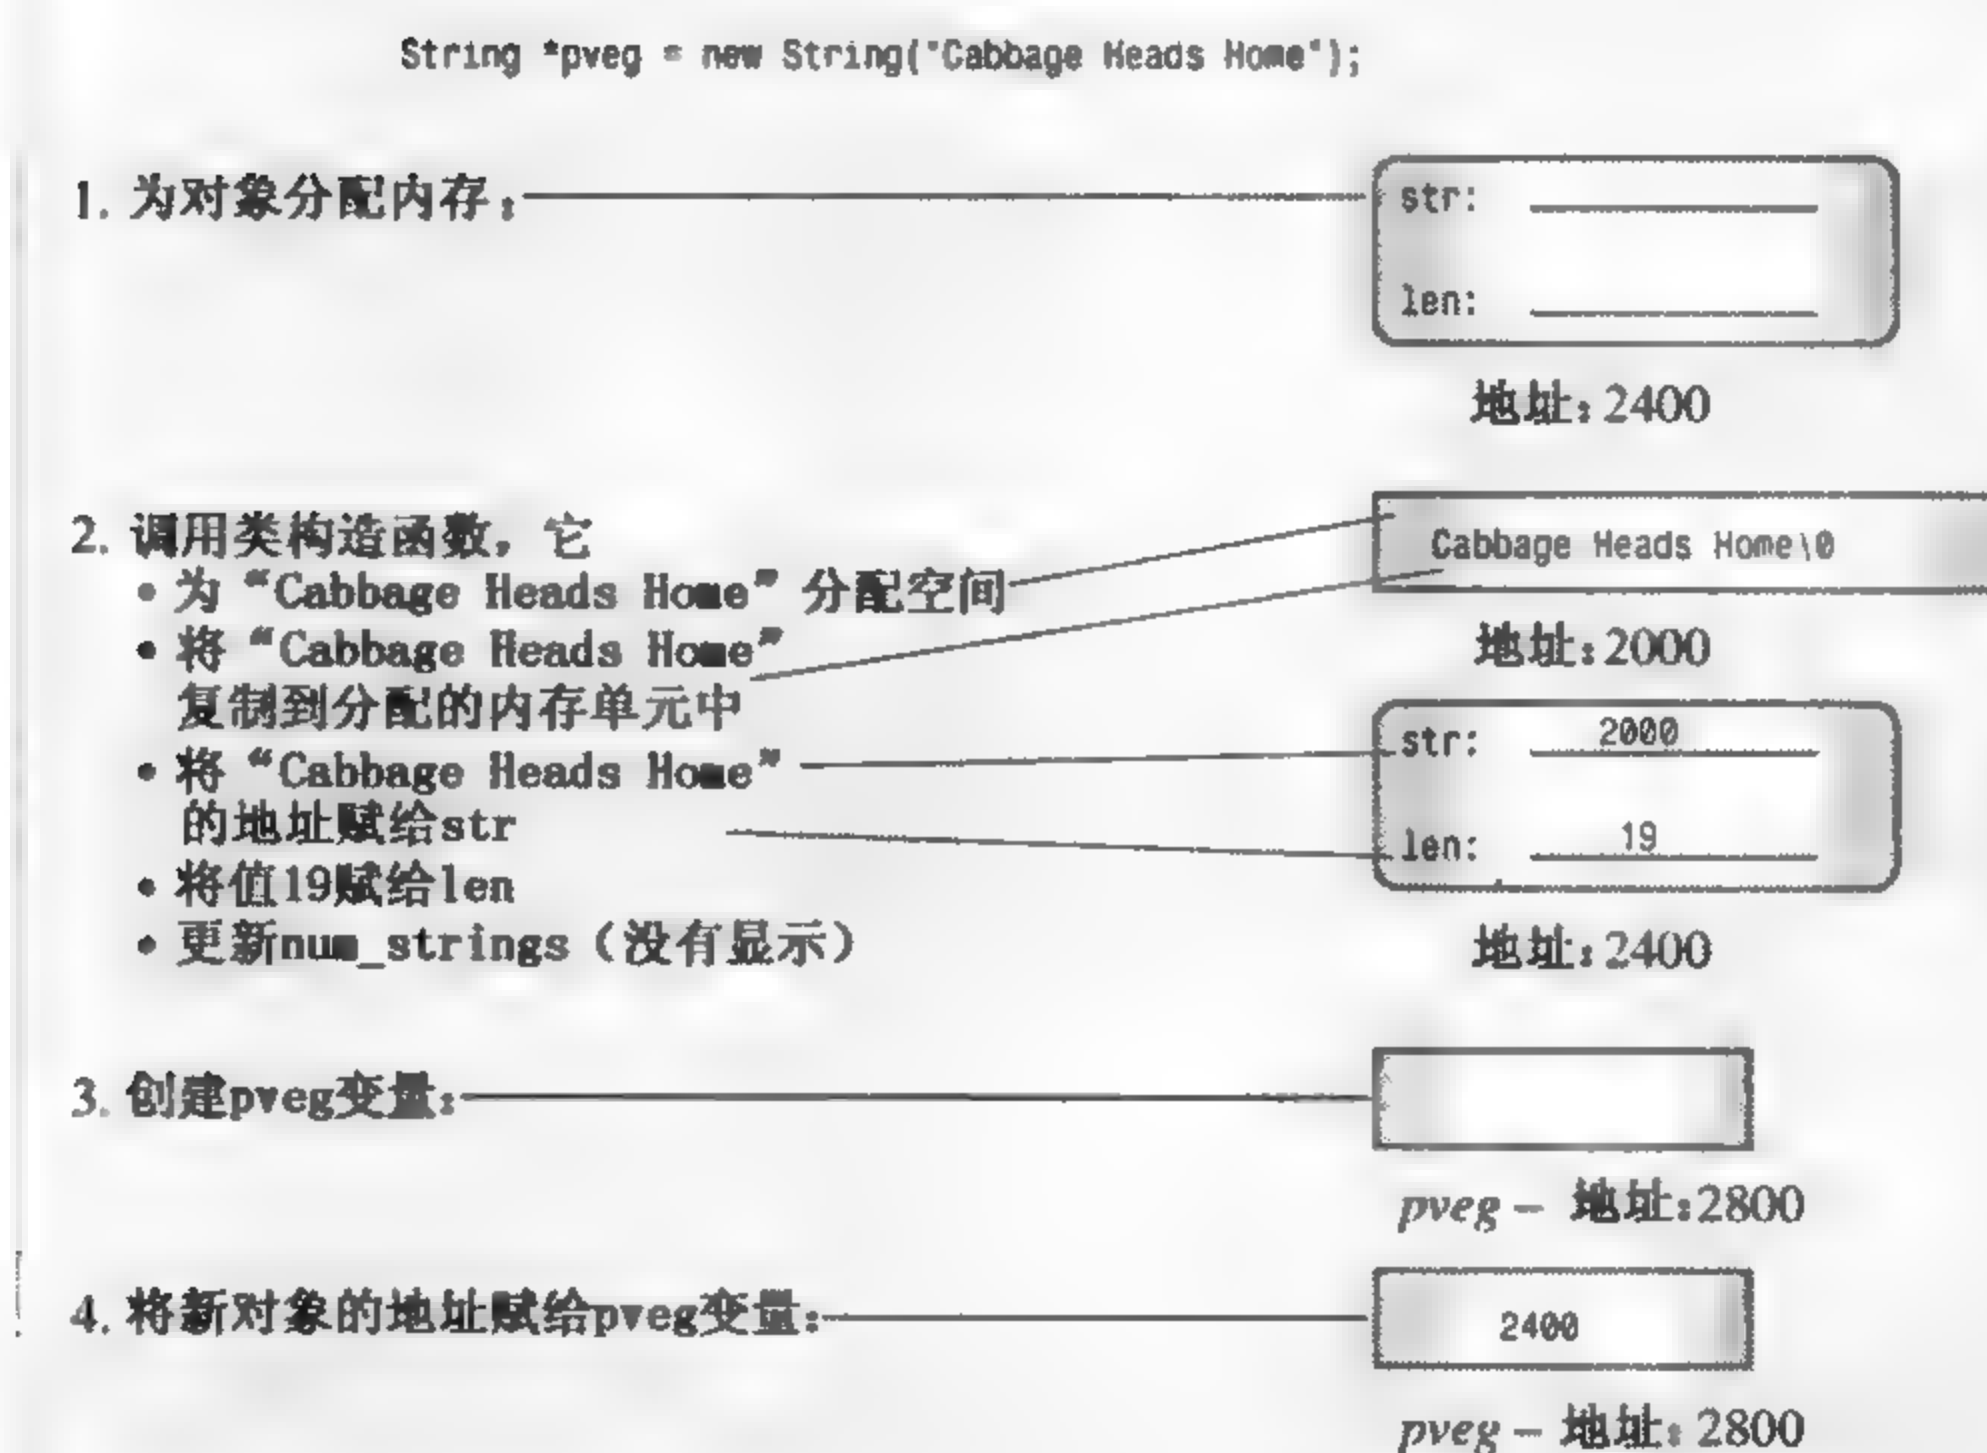 String *pveg = new String("Cabbage Heads Home");
1. 为对象分配内存：
str:
len:
地址：2400
2. 调用类构造函数，它
• 为“Cabbage Heads Home”分配空间
• 将“Cabbage Heads Home”
复制到分配的内存单元中
• 将“Cabbage Heads Home”
的地址赋给str
• 将值19赋给len
• 更新num_strings（没有显示）
Cabbage Heads Home\0
地址：2000
str: 2000
len: 19
地址：2400
3. 创建pveg变量：
pveg – 地址：2800
4. 将新对象的地址赋给pveg变量：
2400
pveg – 地址：2800